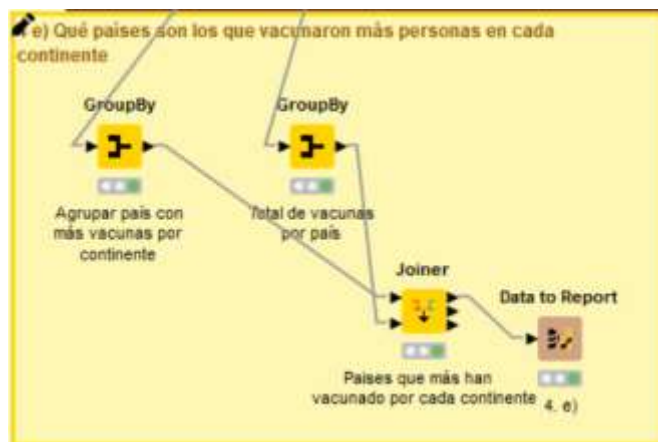 e) Qué países son los que vacunaron más personas en cada
continente
GroupBy
GroupBy
Agrupar país con
más vacunas por
continente
Total de vacunas
por país
Joiner
Data to Report
Paises que más han
vacunado por cada continente
4. e)